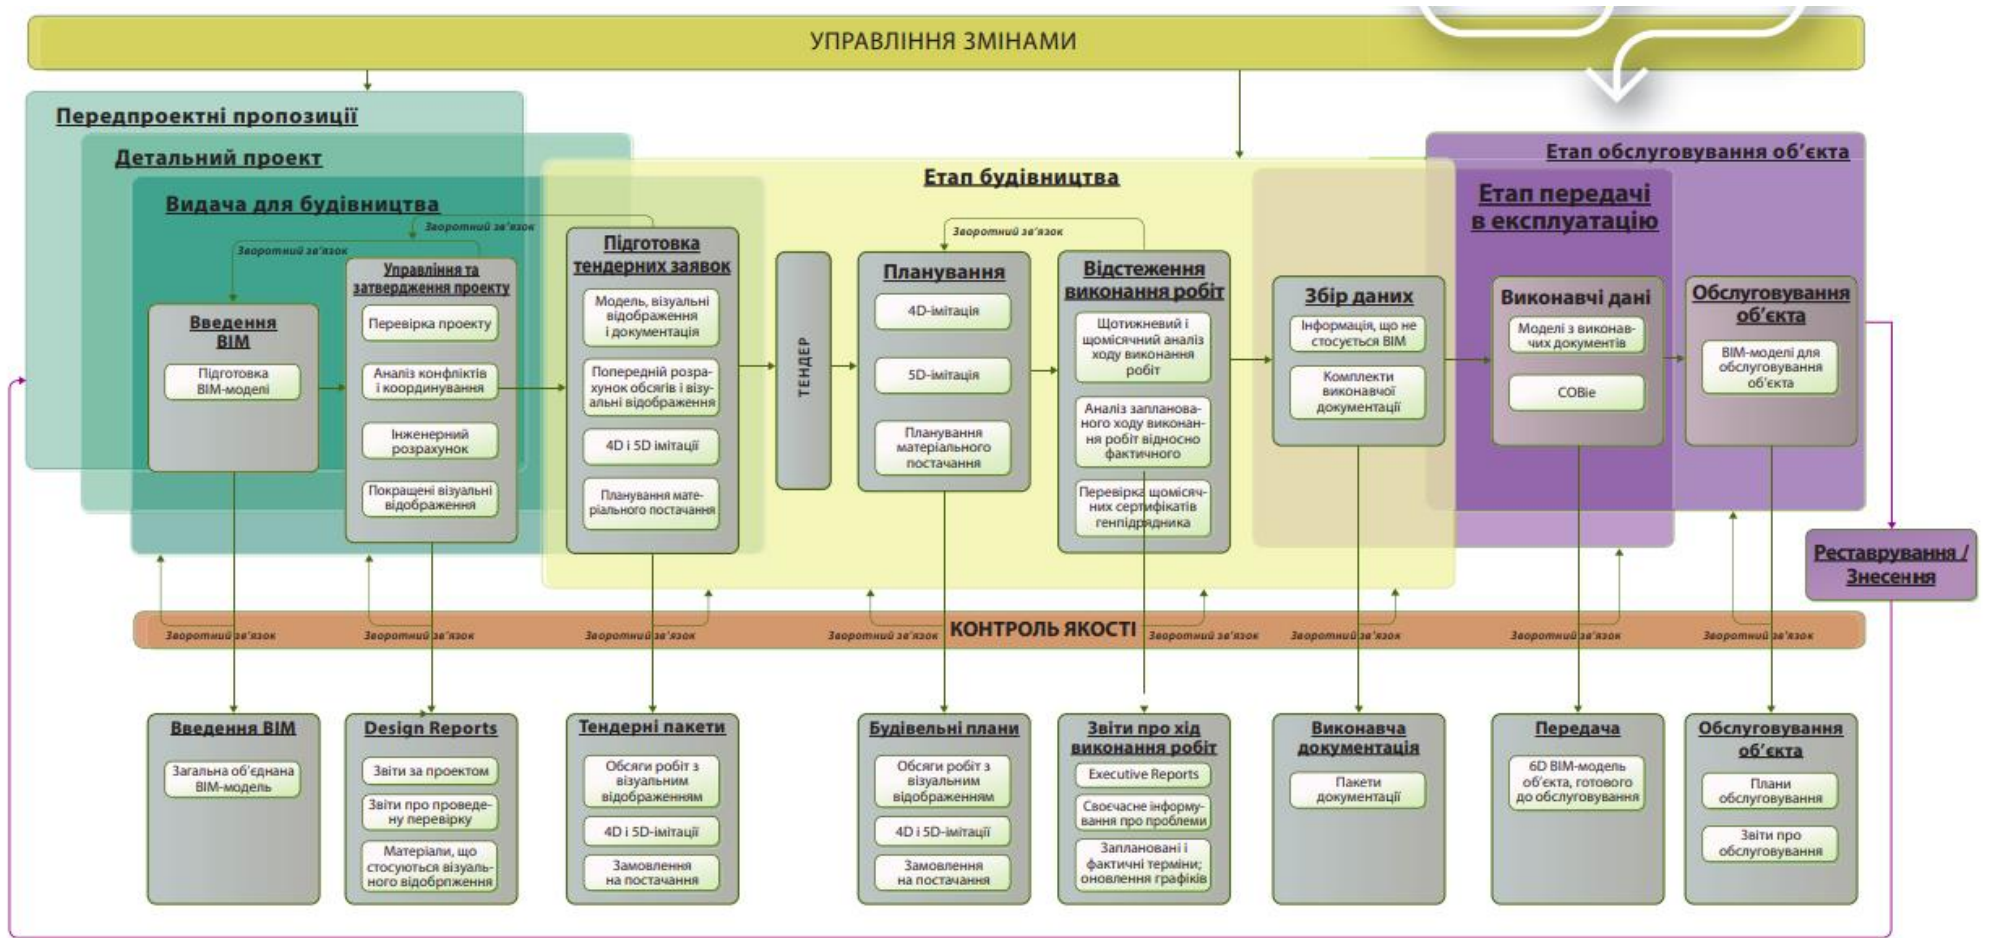 УПРАВЛІННЯ ЗМІНАМИ
Передпроектні пропозиції
Детальний проект
Видача для будівництва
Етап будівництва
Етап обслуговування об’єкта
Етап передачі
в експлуатацію
Зворотний зв’язок
Зворотний зв’язок
Зворотний зв’язок
Введення
BIM
Підготовка
BIM-моделі
Управління та
затвердження проекту
Перевірка проекту
Аналіз конфліктів
і координування
Інженерний
розрахунок
Покращені візуальні
відображення
Підготовка
тендерних заявок
Модель, візуальні
відображення
і документація
Попередній розра-
хунок обсягів і візу-
альні відображення
4D і 5D імітації
Планування мате-
ріального постачання
ТЕНДЕР
Планування
4D-імітація
5D-імітація
Планування
матеріального
постачання
Відстеження
виконання робіт
Щотижневий і
щомісячний аналіз
ходу виконання
робіт
Аналіз запланова-
ного ходу виконан-
ня робіт відносно
фактичного
Перевірка щомісяч-
них сертифікатів
генпідрядника
Збір даних
Інформація, що не
стосується BIM
Комплекти
виконавчої
документації
Виконавчі дані
Моделі з виконав-
чих документів
COBie
Обслуговування
об’єкта
BIM-моделі для
обслуговування
об’єкта
Реставрування /
Знесення
КОНТРОЛЬ ЯКОСТІ
Зворотний зв’язок
Зворотний зв’язок
Зворотний зв’язок
Зворотний зв’язок
Зворотний зв’язок
Зворотний зв’язок
Зворотний зв’язок
Зворотний зв’язок
Введення BIM
Загальна об’єднана
BIM-модель
Design Reports
Звіти за проектом
Звіти про проведе-
ну перевірку
Матеріали, що
стосуються візуаль-
ного відобрпження
Тендерні пакети
Обсяги робіт з
візуальним
відображенням
4D і 5D-імітації
Замовлення
на постачання
Будівельні плани
Обсяги робіт з
візуальним
відображенням
4D і 5D-імітації
Замовлення
на постачання
Звіти про хід
виконання робіт
Executive Reports
Своєчасне інформу-
вання про проблеми
Заплановані і
фактичні терміни;
оновлення графіків
Виконавча
документація
Пакети
документації
Передача
6D BIM-модель
об’єкта, готового
до обслуговування
Обслуговування
об’єкта
Плани
обслуговування
Звіти про
обслуговування